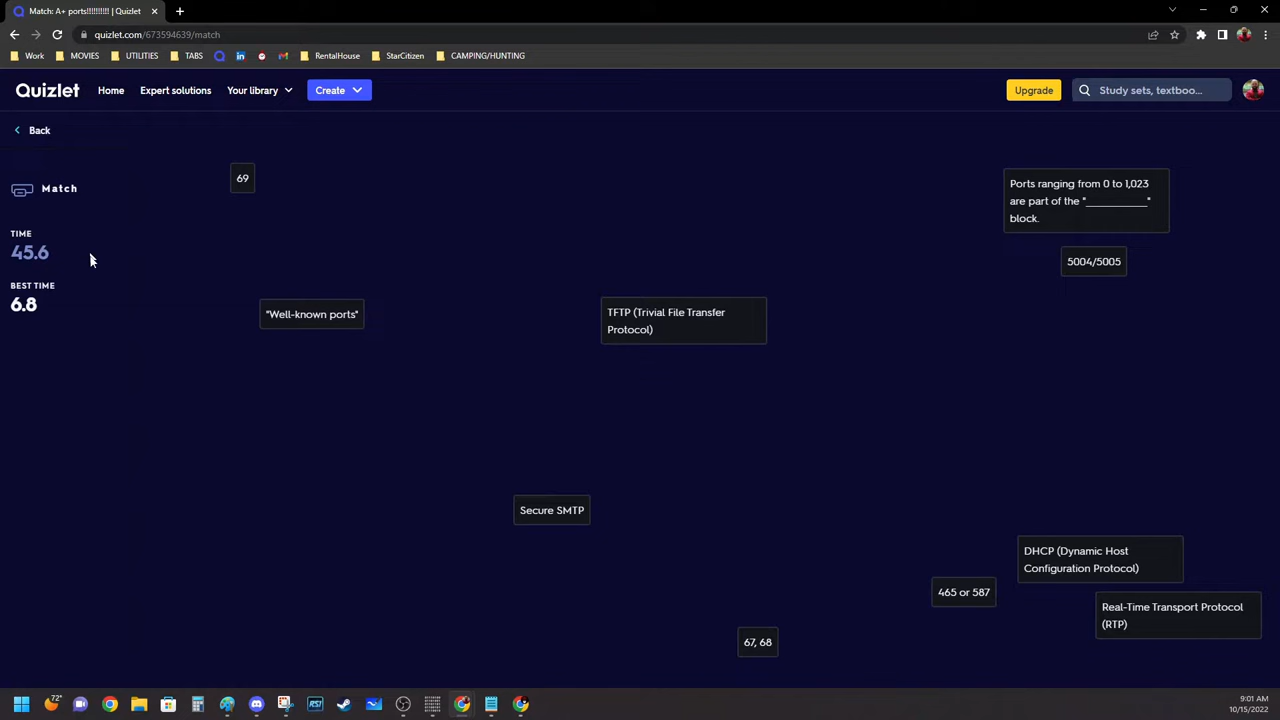 Match: A+ ports!!!!!!!!!! | Quizlet
quizlet.com/673594639/match
Work MOVIES UTILITIES TABS RentalHouse StarCitizen CAMPING/HUNTING
Quizlet Home Expert solutions Your library Create Upgrade Study sets, textboo...
Back
Match
TIME
45.6
BEST TIME
6.8
69
Ports ranging from 0 to 1,023
are part of the "____________"
block.
5004/5005
"Well-known ports"
TFTP (Trivial File Transfer
Protocol)
Secure SMTP
DHCP (Dynamic Host
Configuration Protocol)
465 or 587
Real-Time Transport Protocol
(RTP)
67, 68
72°
RSI
9:01 AM
10/15/2022